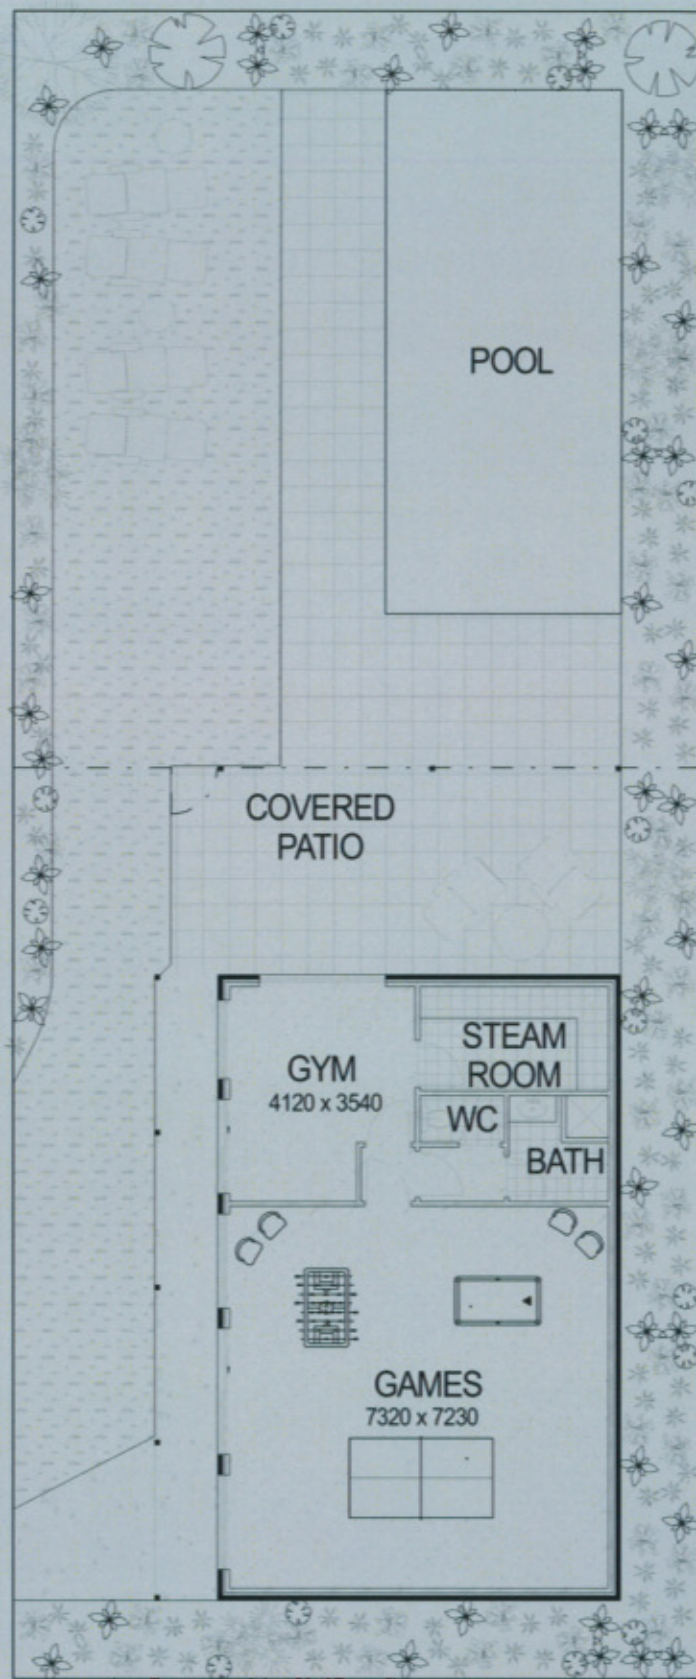 POOL
COVERED
PATIO
STEAM
ROOM
GYM
4120 x 3540
WC
BATH
GAMES
7320 x 7230